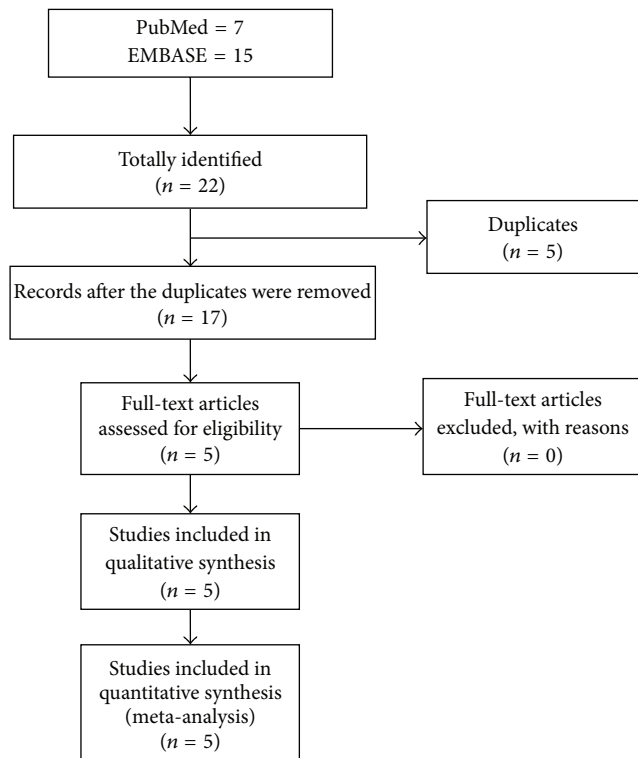 PubMed = 7
EMBASE = 15
Totally identified
(n = 22)
Duplicates
(n = 5)
Records after the duplicates were removed
(n = 17)
Full-text articles
assessed for eligibility
(n = 5)
Full-text articles
excluded, with reasons
(n = 0)
Studies included in
qualitative synthesis
(n = 5)
Studies included in
quantitative synthesis
(meta-analysis)
(n = 5)